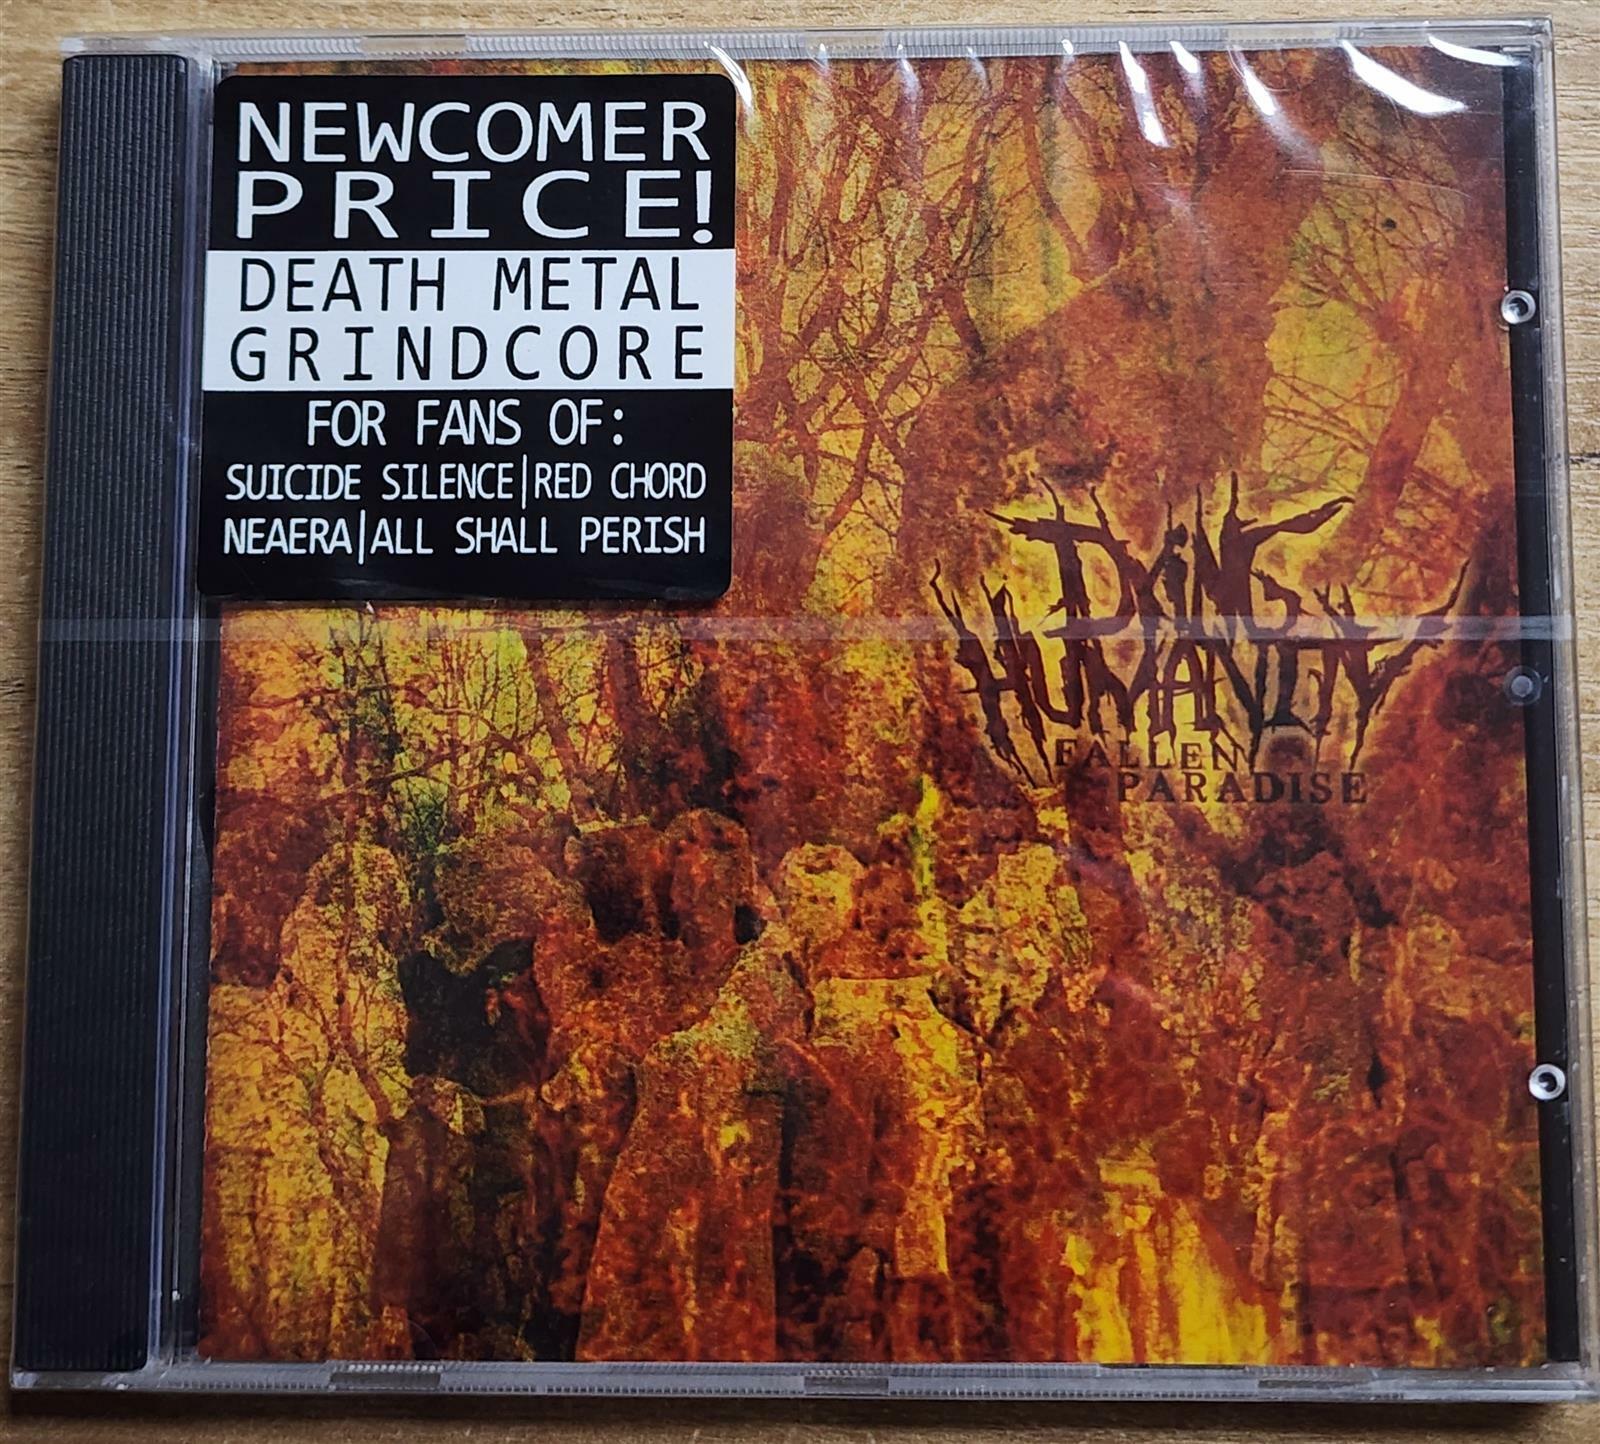 NEWCOMER
PRICE!
DEATH METAL
GRINDCORE
FOR FANS OF:
SUICIDE SILENCE|RED CHORD
NEAERA|ALL SHALL PERISH
DYING
HUMANITY
FALLEN
PARADISE